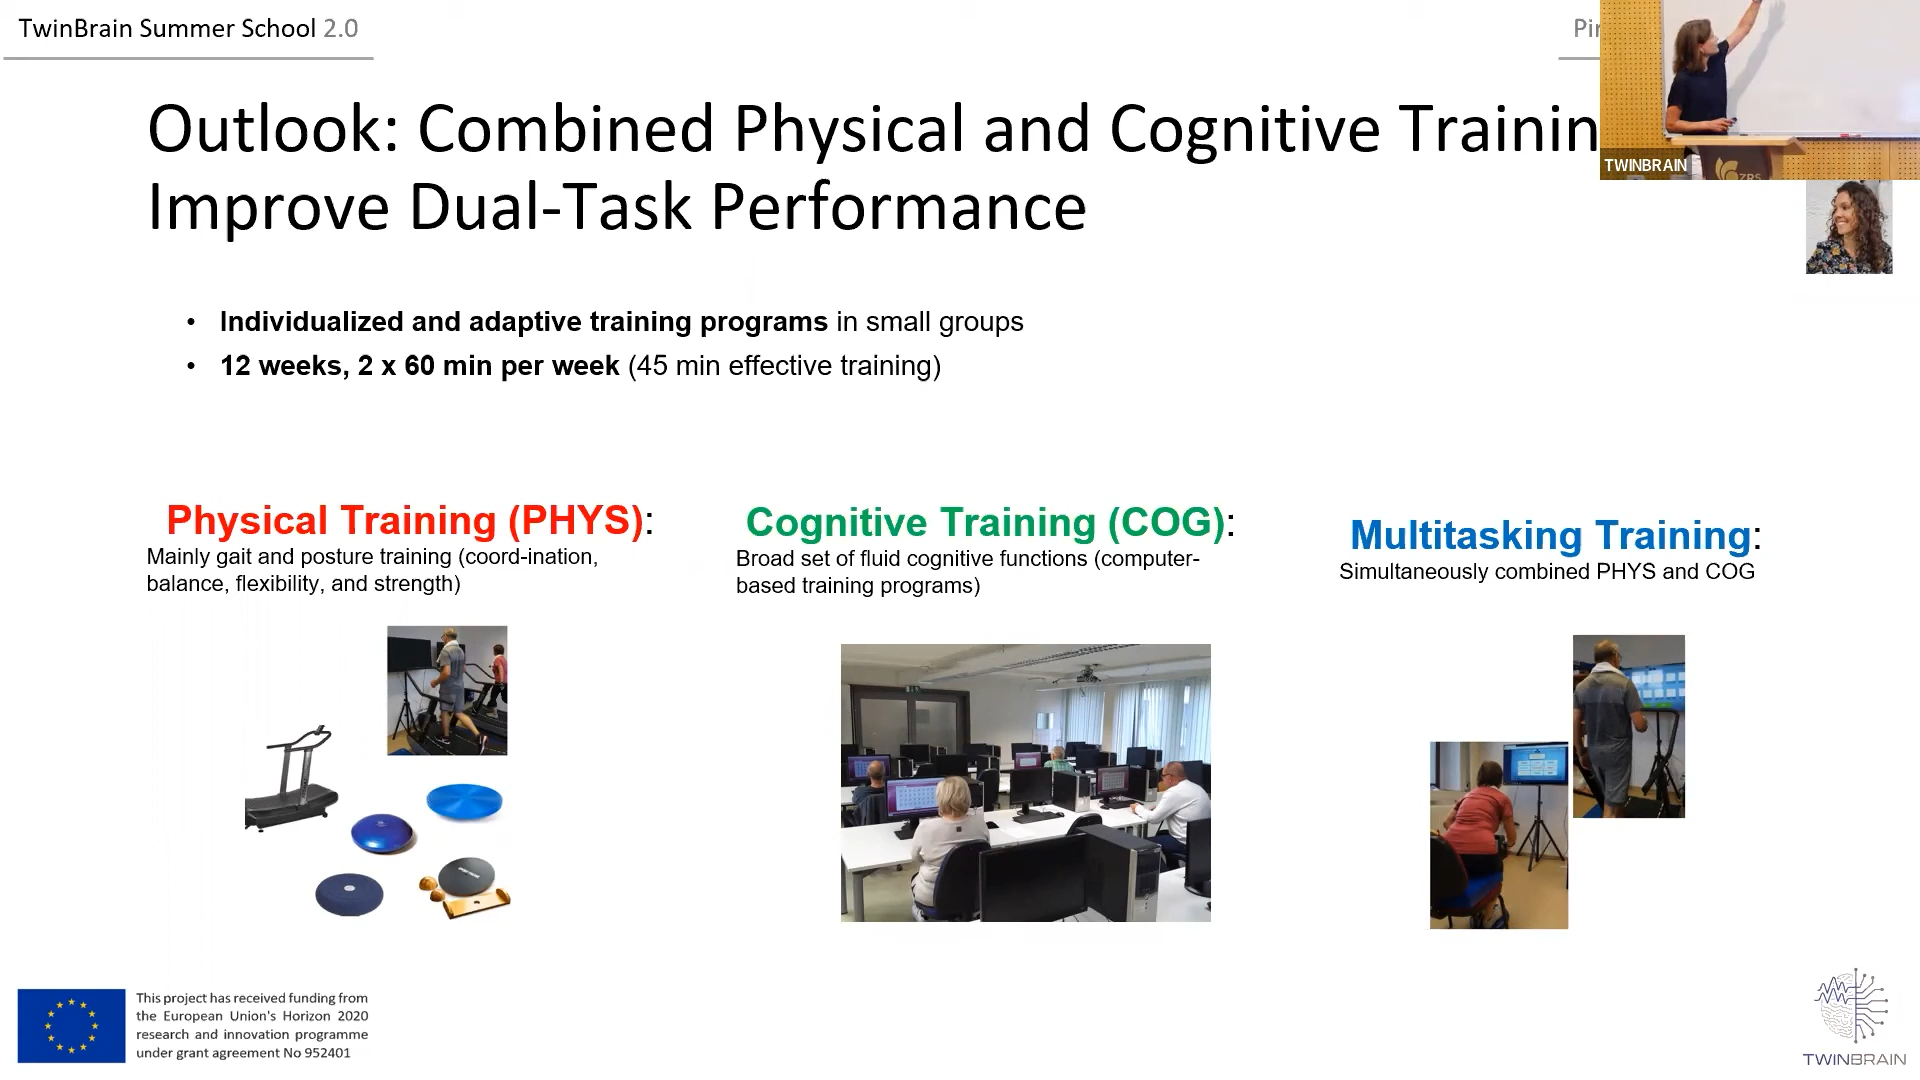 TwinBrain Summer School 2.0
Outlook: Combined Physical and Cognitive
Improve Dual-Task Performance
TWINBRAIN
ZRS
• Individualized and adaptive training programs in small groups
• 12 weeks, 2 x 60 min per week (45 min effective training)
Physical Training (PHYS):
Mainly gait and posture training (coord-ination,
balance, flexibility, and strength)
Cognitive Training (COG):
Broad set of fluid cognitive functions (computer-
based training programs)
Multitasking Training:
Simultaneously combined PHYS and COG
This project has received funding from
the European Union's Horizon 2020
research and innovation programme
under grant agreement No 952401
TWINBRAIN